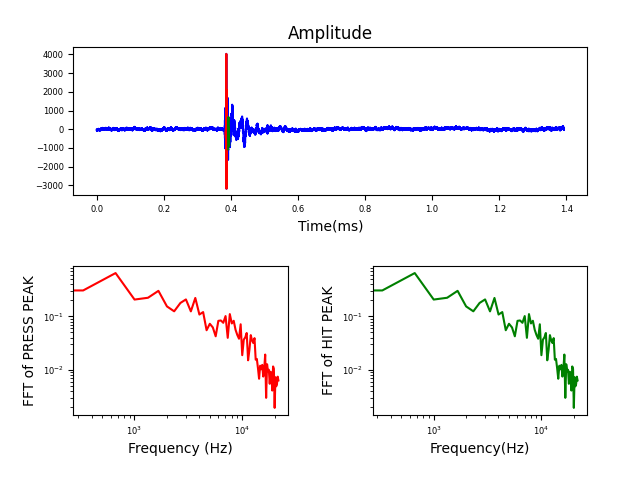 Amplitude
4000
3000
2000
1000
0
−1000
−2000
−3000
0.0 0.2 0.4 0.6 0.8 1.0 1.2 1.4
Time(ms)
FFT of PRESS PEAK
10⁻¹
10⁻²
10³ 10⁴
Frequency (Hz)
FFT of HIT PEAK
10⁻¹
10⁻²
10³ 10⁴
Frequency(Hz)